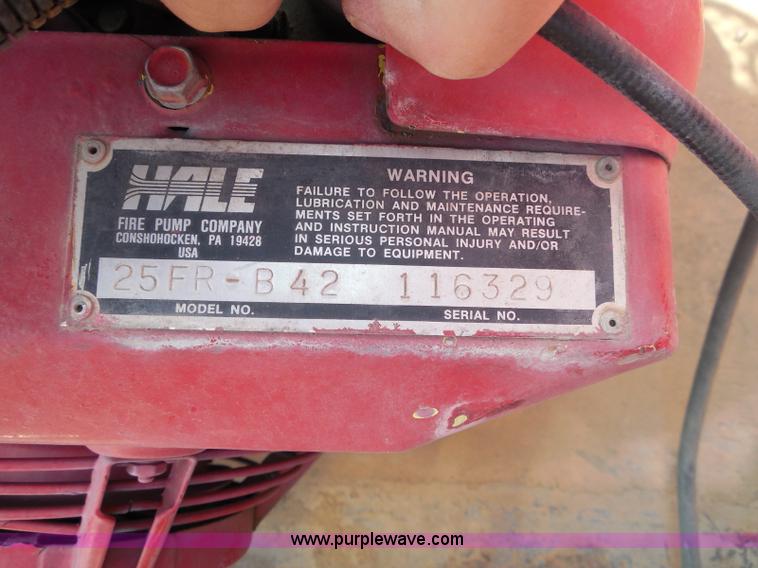 HALE
FIRE PUMP COMPANY
CONSHOHOCKEN, PA 19428
USA
WARNING
FAILURE TO FOLLOW THE OPERATION,
LUBRICATION AND MAINTENANCE REQUIRE-
MENTS SET FORTH IN THE OPERATING
AND INSTRUCTION MANUAL MAY RESULT
IN SERIOUS PERSONAL INJURY AND/OR
DAMAGE TO EQUIPMENT.
25FR-B42 116329
MODEL NO. SERIAL NO.
www.purplewave.com